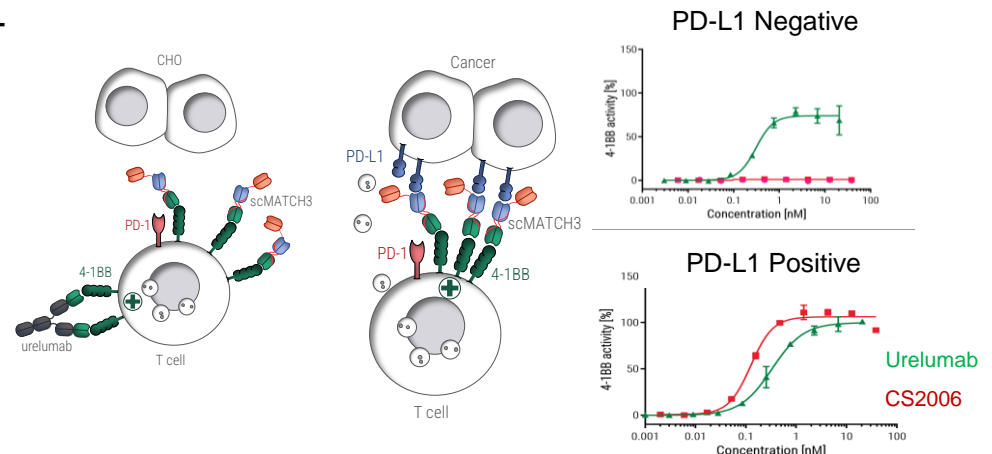 CHO
scMATCH3
PD-1
4-1BB
urelumab
T cell
Cancer
PD-L1
scMATCH3
PD-1
4-1BB
T cell
PD-L1 Negative
4-1BB activity [%]
150
100
50
0
0.001
0.01
0.1
1
10
100
Concentration [nM]
PD-L1 Positive
4-1BB activity [%]
150
100
50
0
0.001
0.01
0.1
1
10
100
Concentration [nM]
Urelumab
CS2006